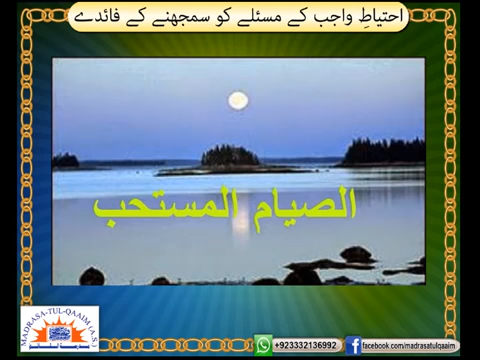 احتیاطِ واجب کے مسئلے کو سمجھنے کے فائدے
الصيام المستحب
MADRASA-TUL-QAAIM (A.S.)
+923332136992
facebook.com/madrasatulqaaim